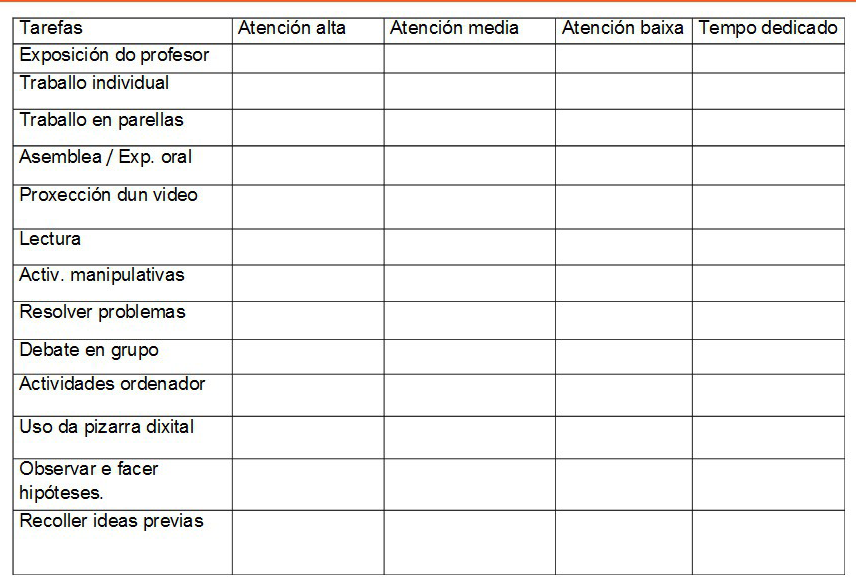 Tarefas Atención alta Atención media Atención baixa Tempo dedicado
Exposición do profesor
Traballo individual
Traballo en parellas
Asemblea / Exp. oral
Proxección dun video
Lectura
Activ. manipulativas
Resolver problemas
Debate en grupo
Actividades ordenador
Uso da pizarra dixital
Observar e facer
hipóteses.
Recoller ideas previas